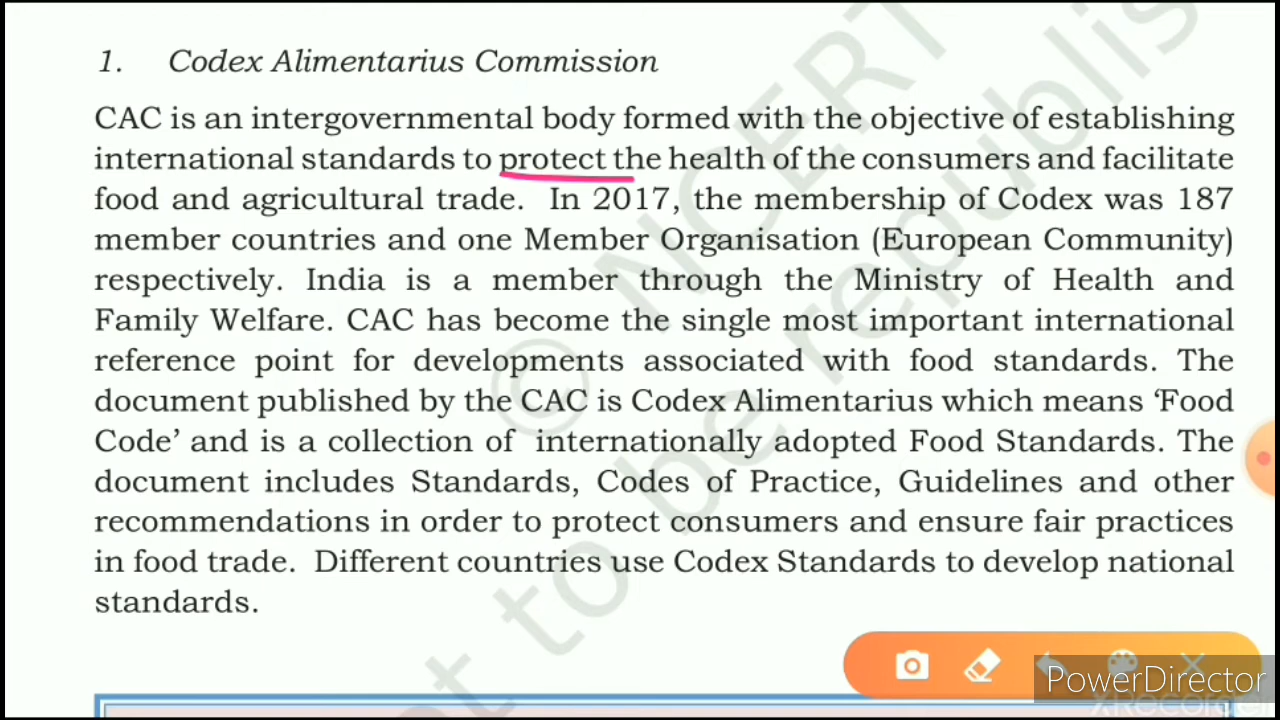 1. Codex Alimentarius Commission
CAC is an intergovernmental body formed with the objective of establishing
international standards to protect the health of the consumers and facilitate
food and agricultural trade. In 2017, the membership of Codex was 187
member countries and one Member Organisation (European Community)
respectively. India is a member through the Ministry of Health and
Family Welfare. CAC has become the single most important international
reference point for developments associated with food standards. The
document published by the CAC is Codex Alimentarius which means ‘Food
Code’ and is a collection of internationally adopted Food Standards. The
document includes Standards, Codes of Practice, Guidelines and other
recommendations in order to protect consumers and ensure fair practices
in food trade. Different countries use Codex Standards to develop national
standards.
© NCERT
not to be republis
PowerDirector